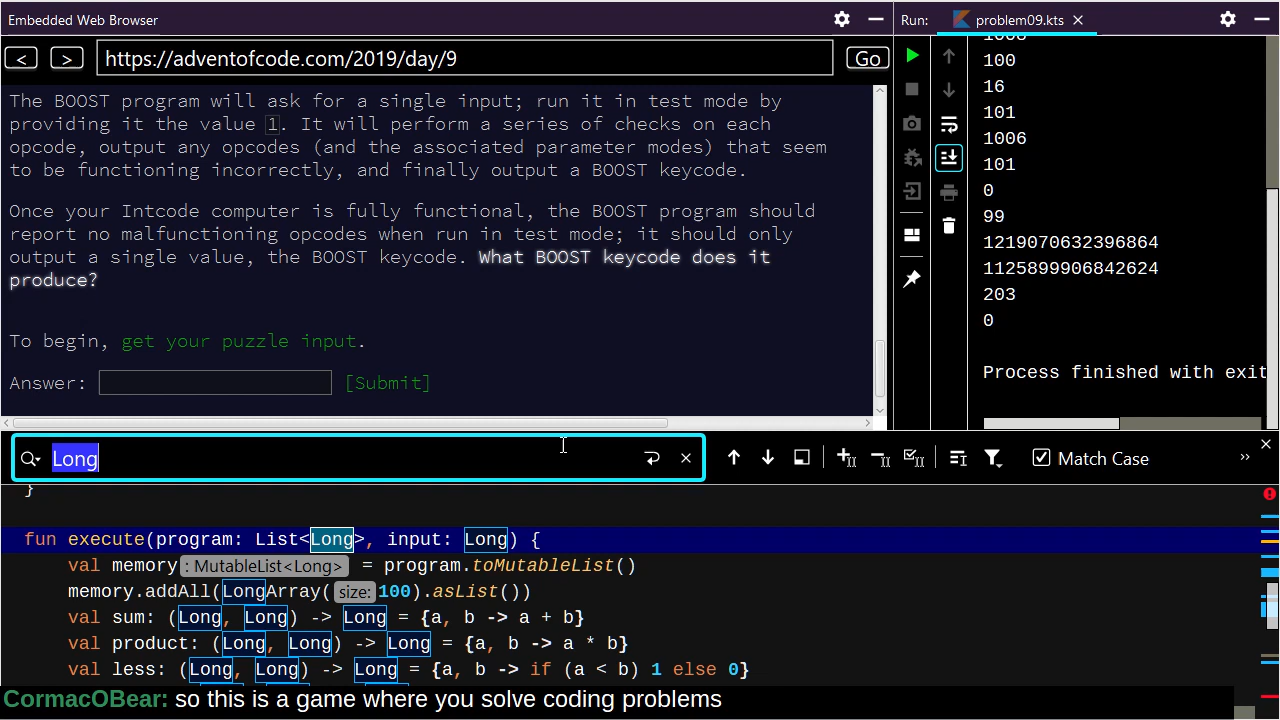 Embedded Web Browser
Run: problem09.kts
< > https://adventofcode.com/2019/day/9 Go
The BOOST program will ask for a single input; run it in test mode by
providing it the value 1. It will perform a series of checks on each
opcode, output any opcodes (and the associated parameter modes) that seem
to be functioning incorrectly, and finally output a BOOST keycode.
Once your Intcode computer is fully functional, the BOOST program should
report no malfunctioning opcodes when run in test mode; it should only
output a single value, the BOOST keycode. What BOOST keycode does it
produce?
To begin, get your puzzle input.
Answer: [Submit]
100
16
101
1006
101
0
99
1219070632396864
1125899906842624
203
0
Process finished with exit
Long
Match Case
}
fun execute(program: List<Long>, input: Long) {
val memory : MutableList<Long> = program.toMutableList()
memory.addAll(LongArray( size: 100).asList())
val sum: (Long, Long) -> Long = {a, b -> a + b}
val product: (Long, Long) -> Long = {a, b -> a * b}
val less: (Long, Long) -> Long = {a, b -> if (a < b) 1 else 0}
CormacOBear: so this is a game where you solve coding problems